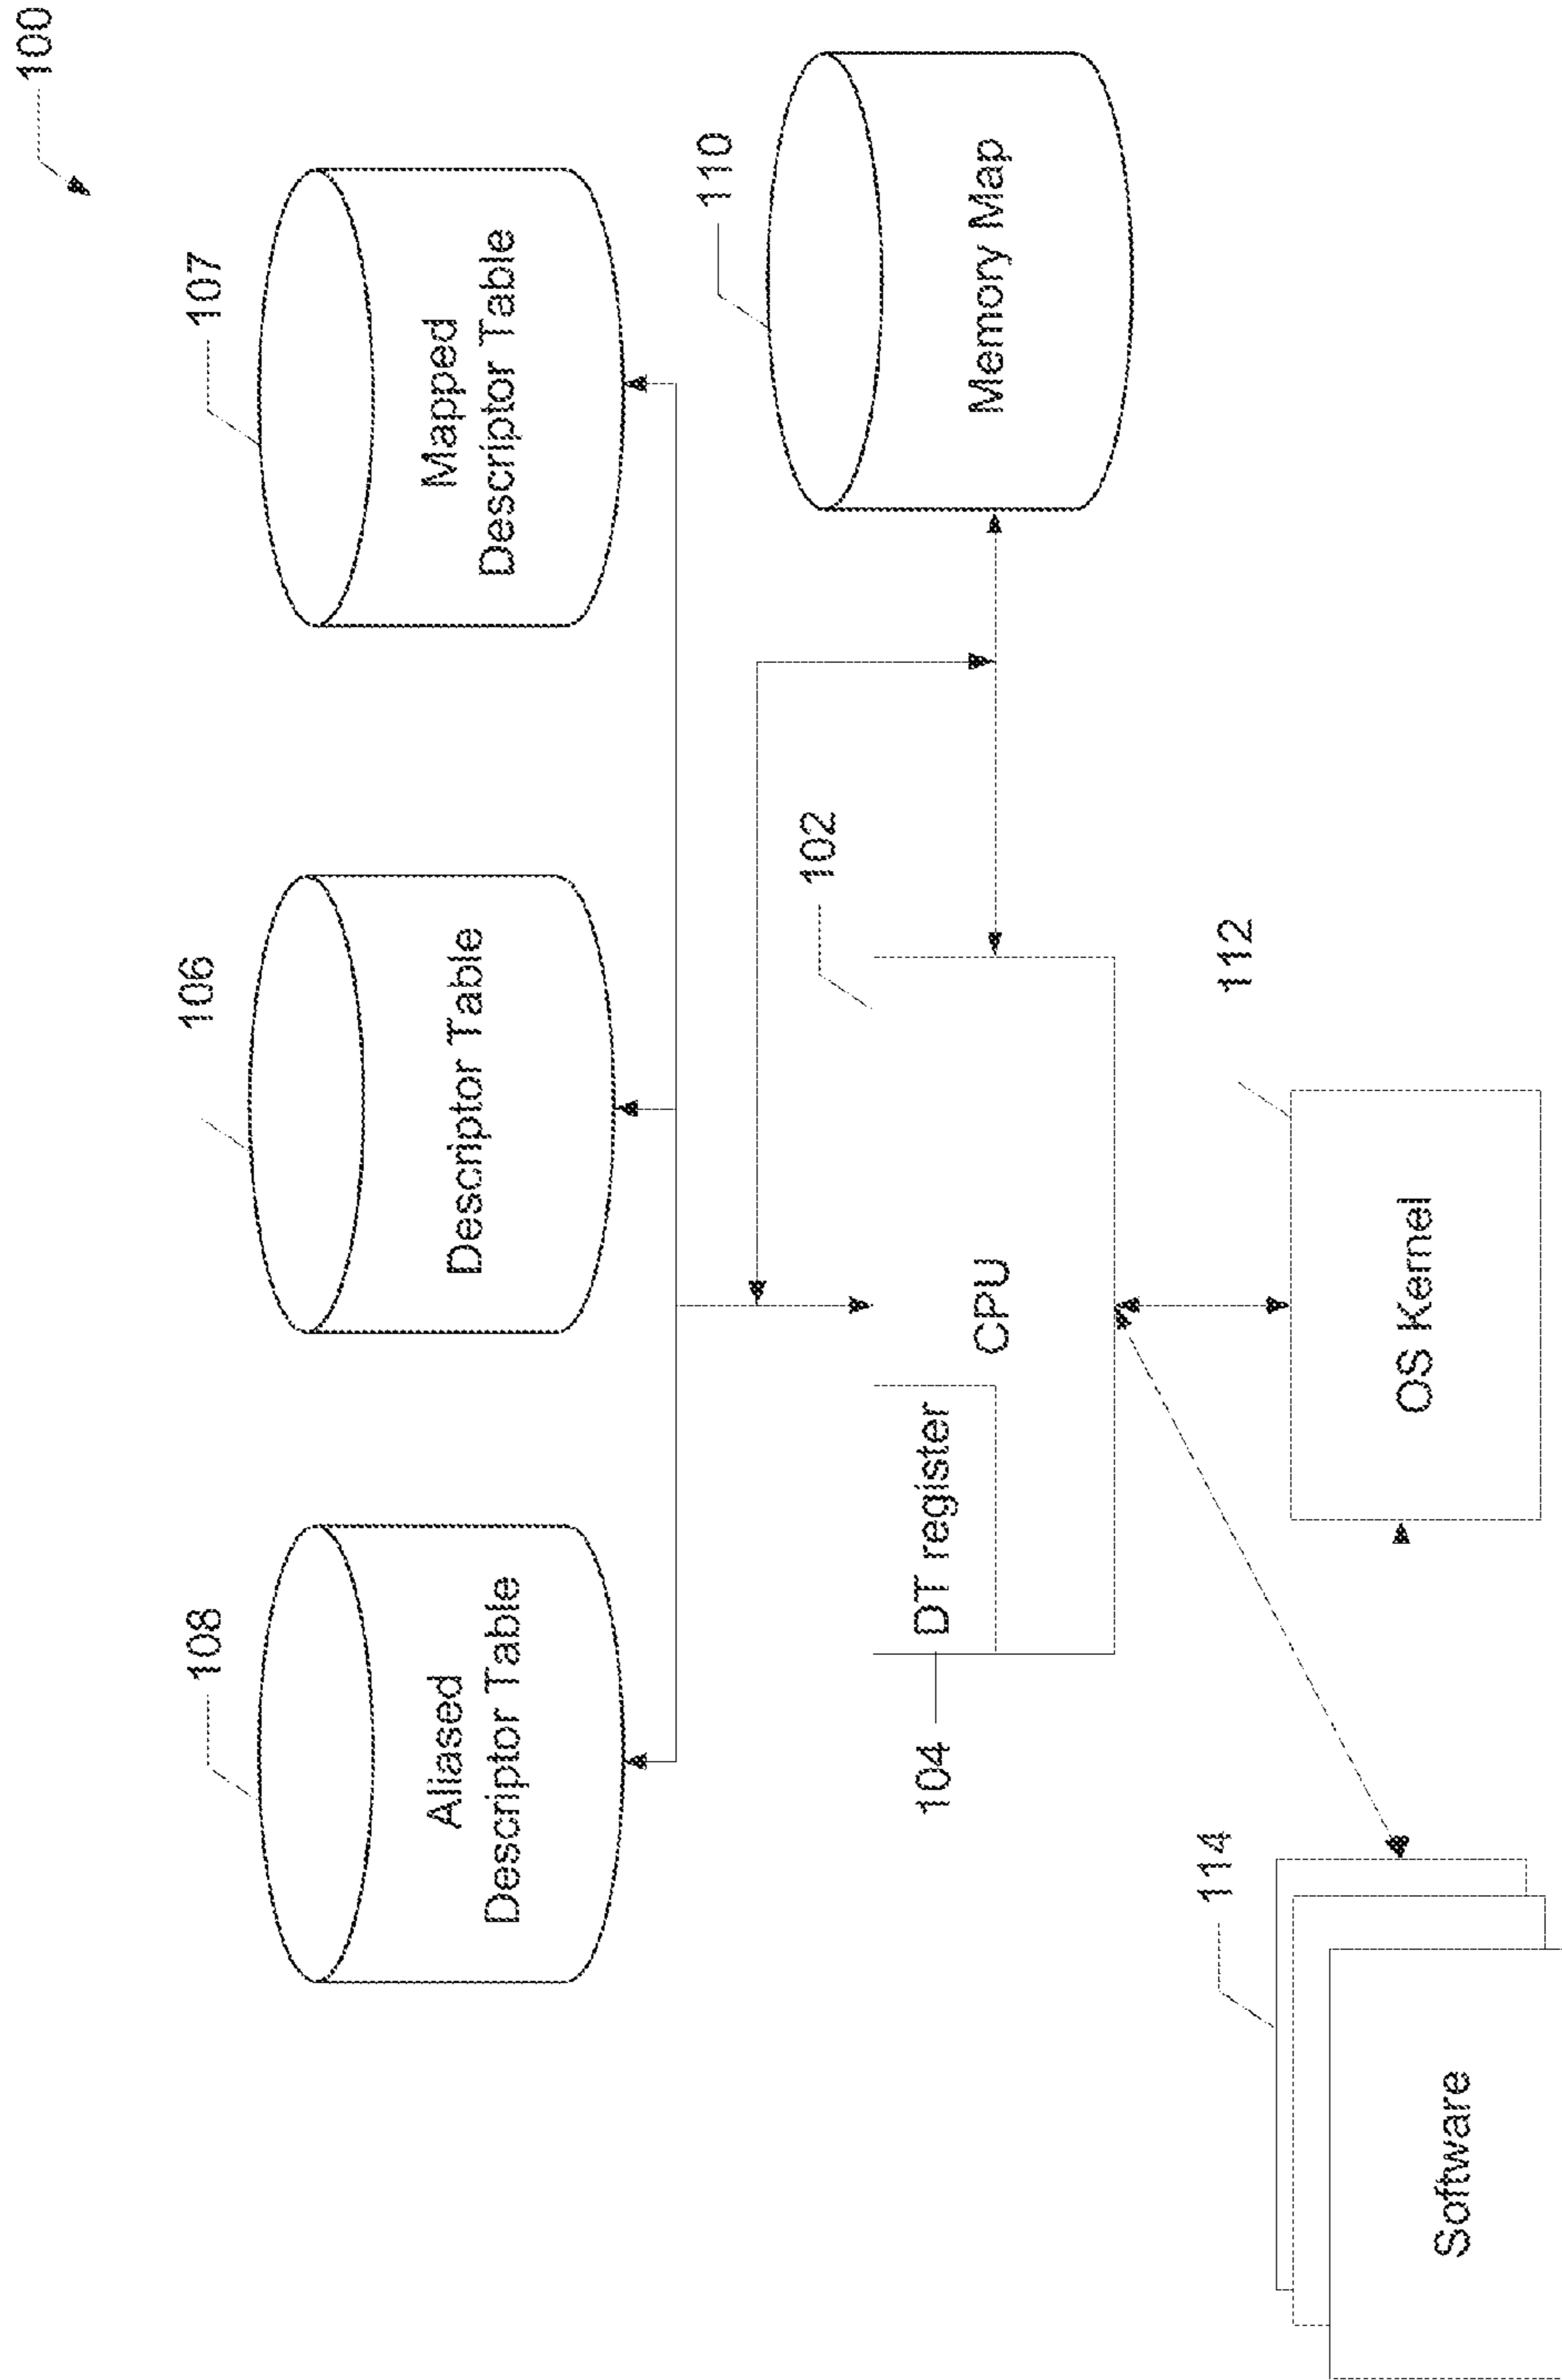 100
108
106
107
Aliased
Descriptor Table
Descriptor Table
Mapped
Descriptor Table
110
Memory Map
102
104
DT register
CPU
112
OS Kernel
114
Software